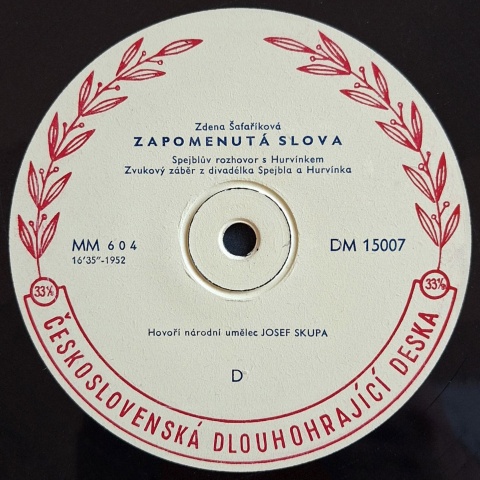 Zdena Šafaříková
ZAPOMENUTÁ SLOVA
Spejblův rozhovor s Hurvínkem
Zvukový záběr z divadélka Spejbla a Hurvínka
MM 604
16'35"-1952
DM 15007
33⅓
33⅓
Hovoří národní umělec JOSEF SKUPA
D
ČESKOSLOVENSKÁ DLOUHOHRAJÍCÍ DESKA